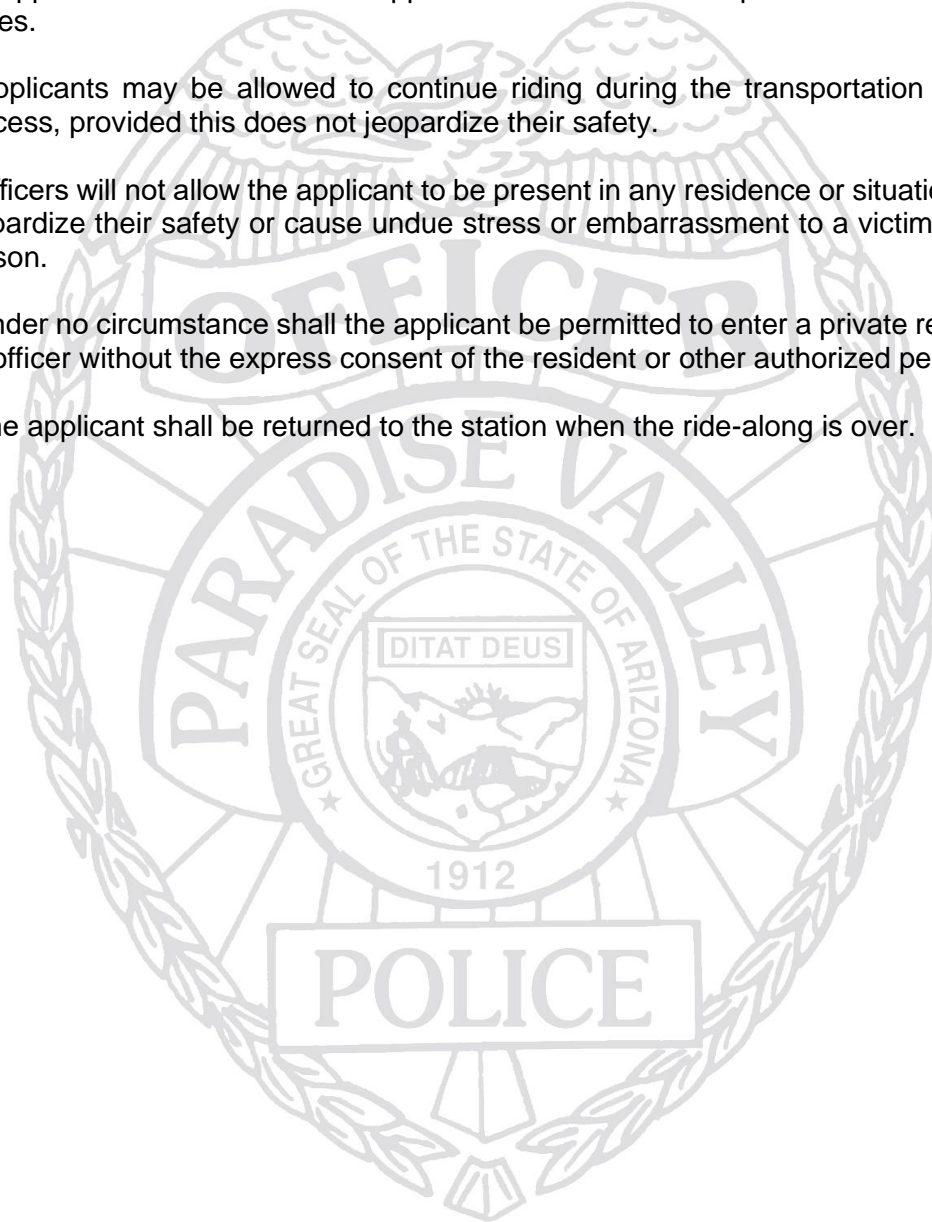 es.
pplicants may be allowed to continue riding during the transportation
cess, provided this does not jeopardize their safety.
fficers will not allow the applicant to be present in any residence or situatio
pardize their safety or cause undue stress or embarrassment to a victim
son.
nder no circumstance shall the applicant be permitted to enter a private re
officer without the express consent of the resident or other authorized pe
he applicant shall be returned to the station when the ride-along is over.
OFFICER
PARADISE VALLEY
GREAT SEAL OF THE STATE OF ARIZONA
DITAT DEUS
1912
POLICE